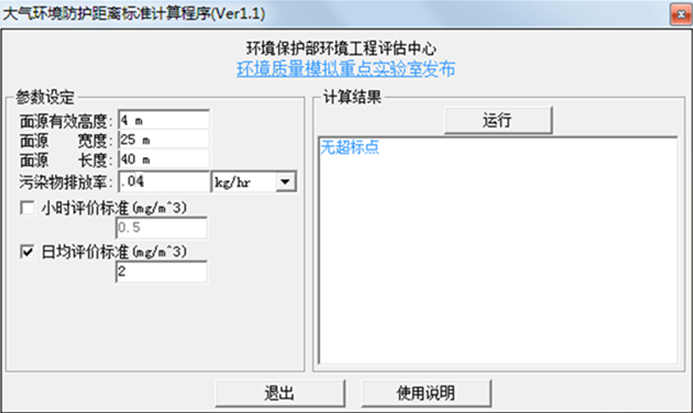 大气环境防护距离标准计算程序(Ver1.1)
环境保护部环境工程评估中心
环境质量模拟重点实验室发布
参数设定
面源有效高度: 4 m
面源 宽度: 25 m
面源 长度: 40 m
污染物排放率: .04 kg/hr
小时评价标准(mg/m^3)
0.5
日均评价标准(mg/m^3)
2
计算结果
运行
无超标点
退出
使用说明